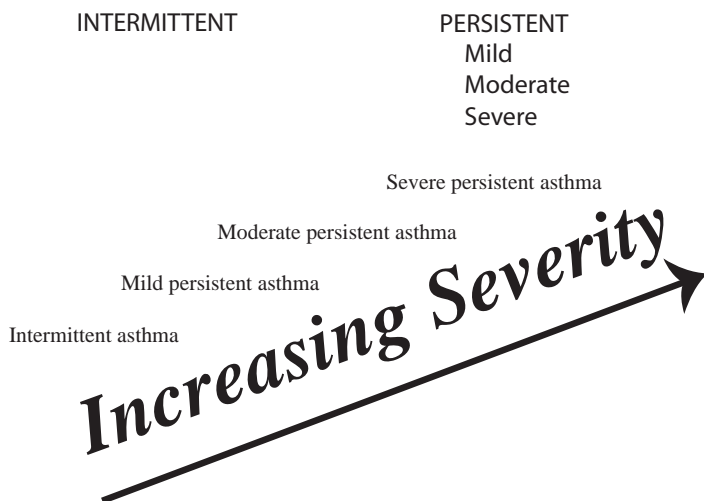 INTERMITTENT
PERSISTENT
Mild
Moderate
Severe
Severe persistent asthma
Moderate persistent asthma
Mild persistent asthma
Intermittent asthma
Increasing Severity